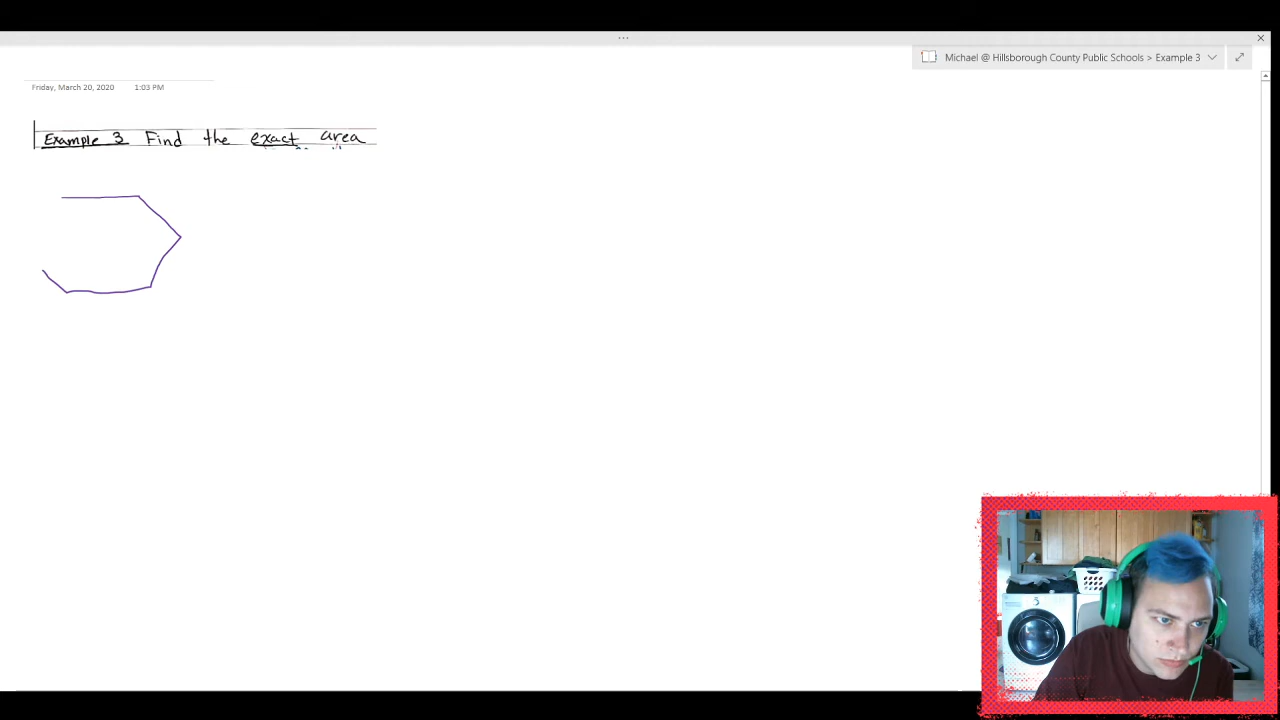 Michael @ Hillsborough County Public Schools > Example 3
Friday, March 20, 2020 1:03 PM
Example 3 Find the exact area